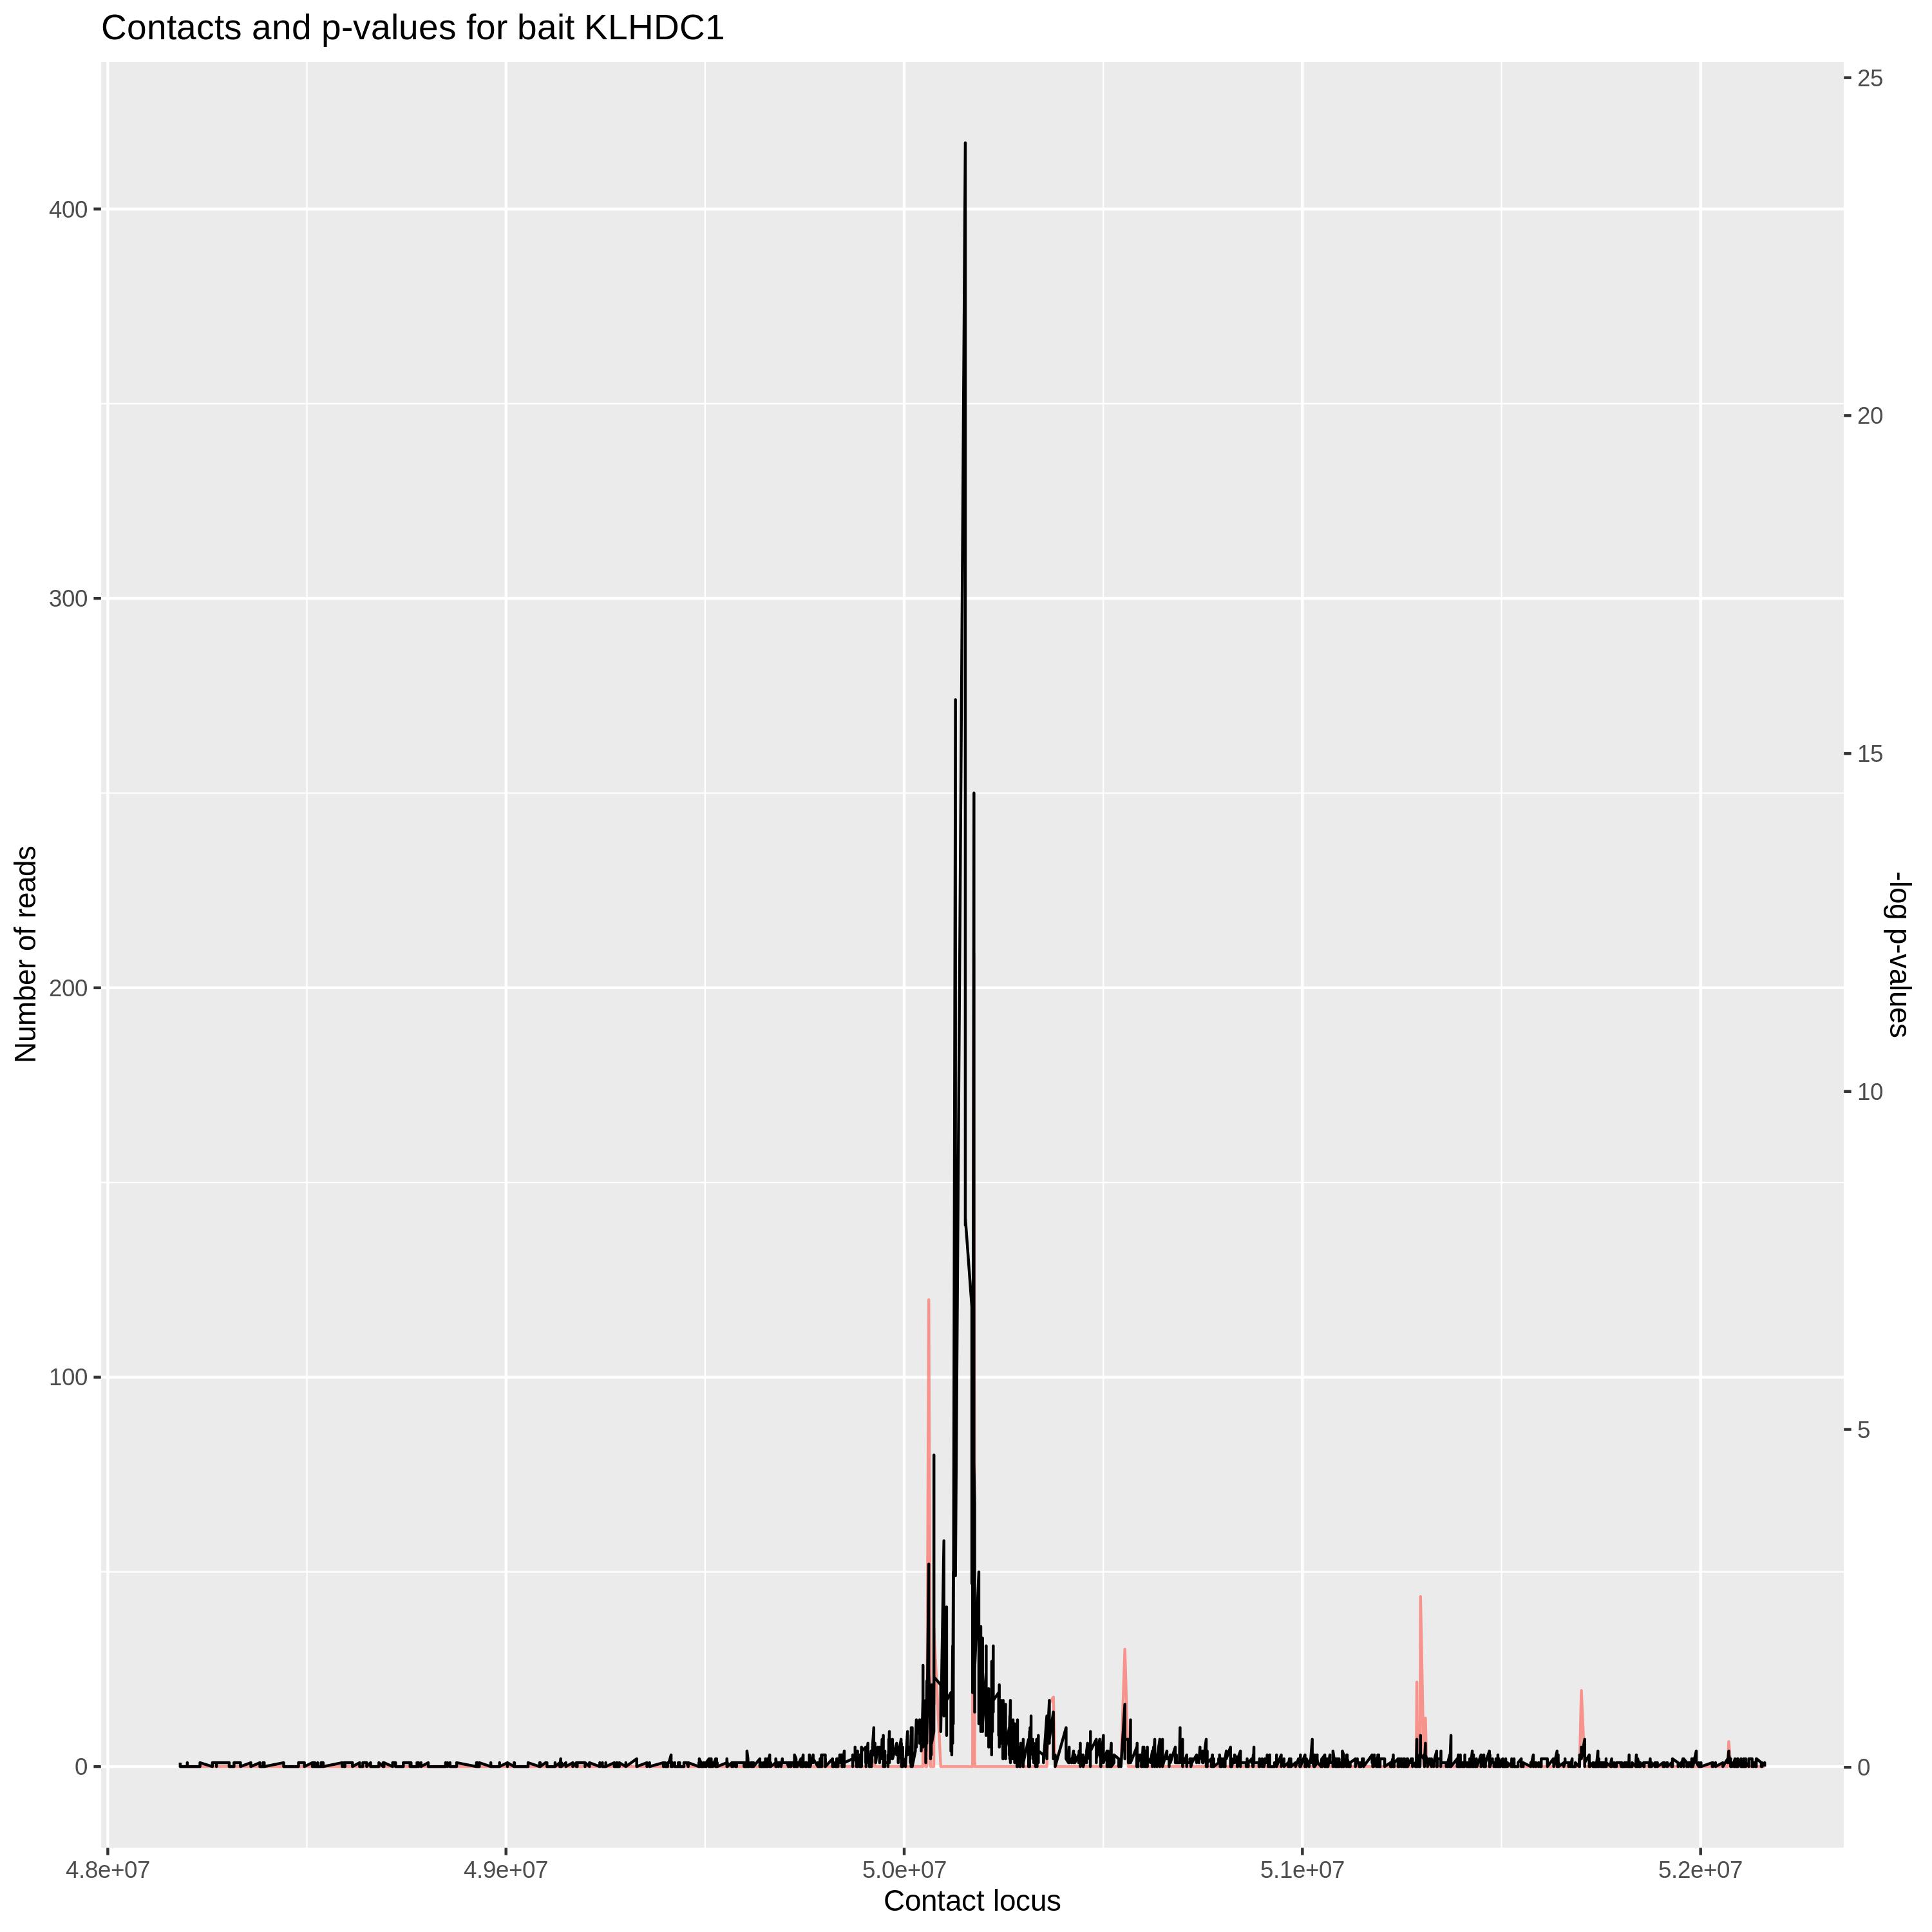 Contacts and p-values for bait KLHDC1
400
300
200
100
0
Number of reads
25
20
15
10
5
0
-log p-values
4.8e+07
4.9e+07
5.0e+07
5.1e+07
5.2e+07
Contact locus